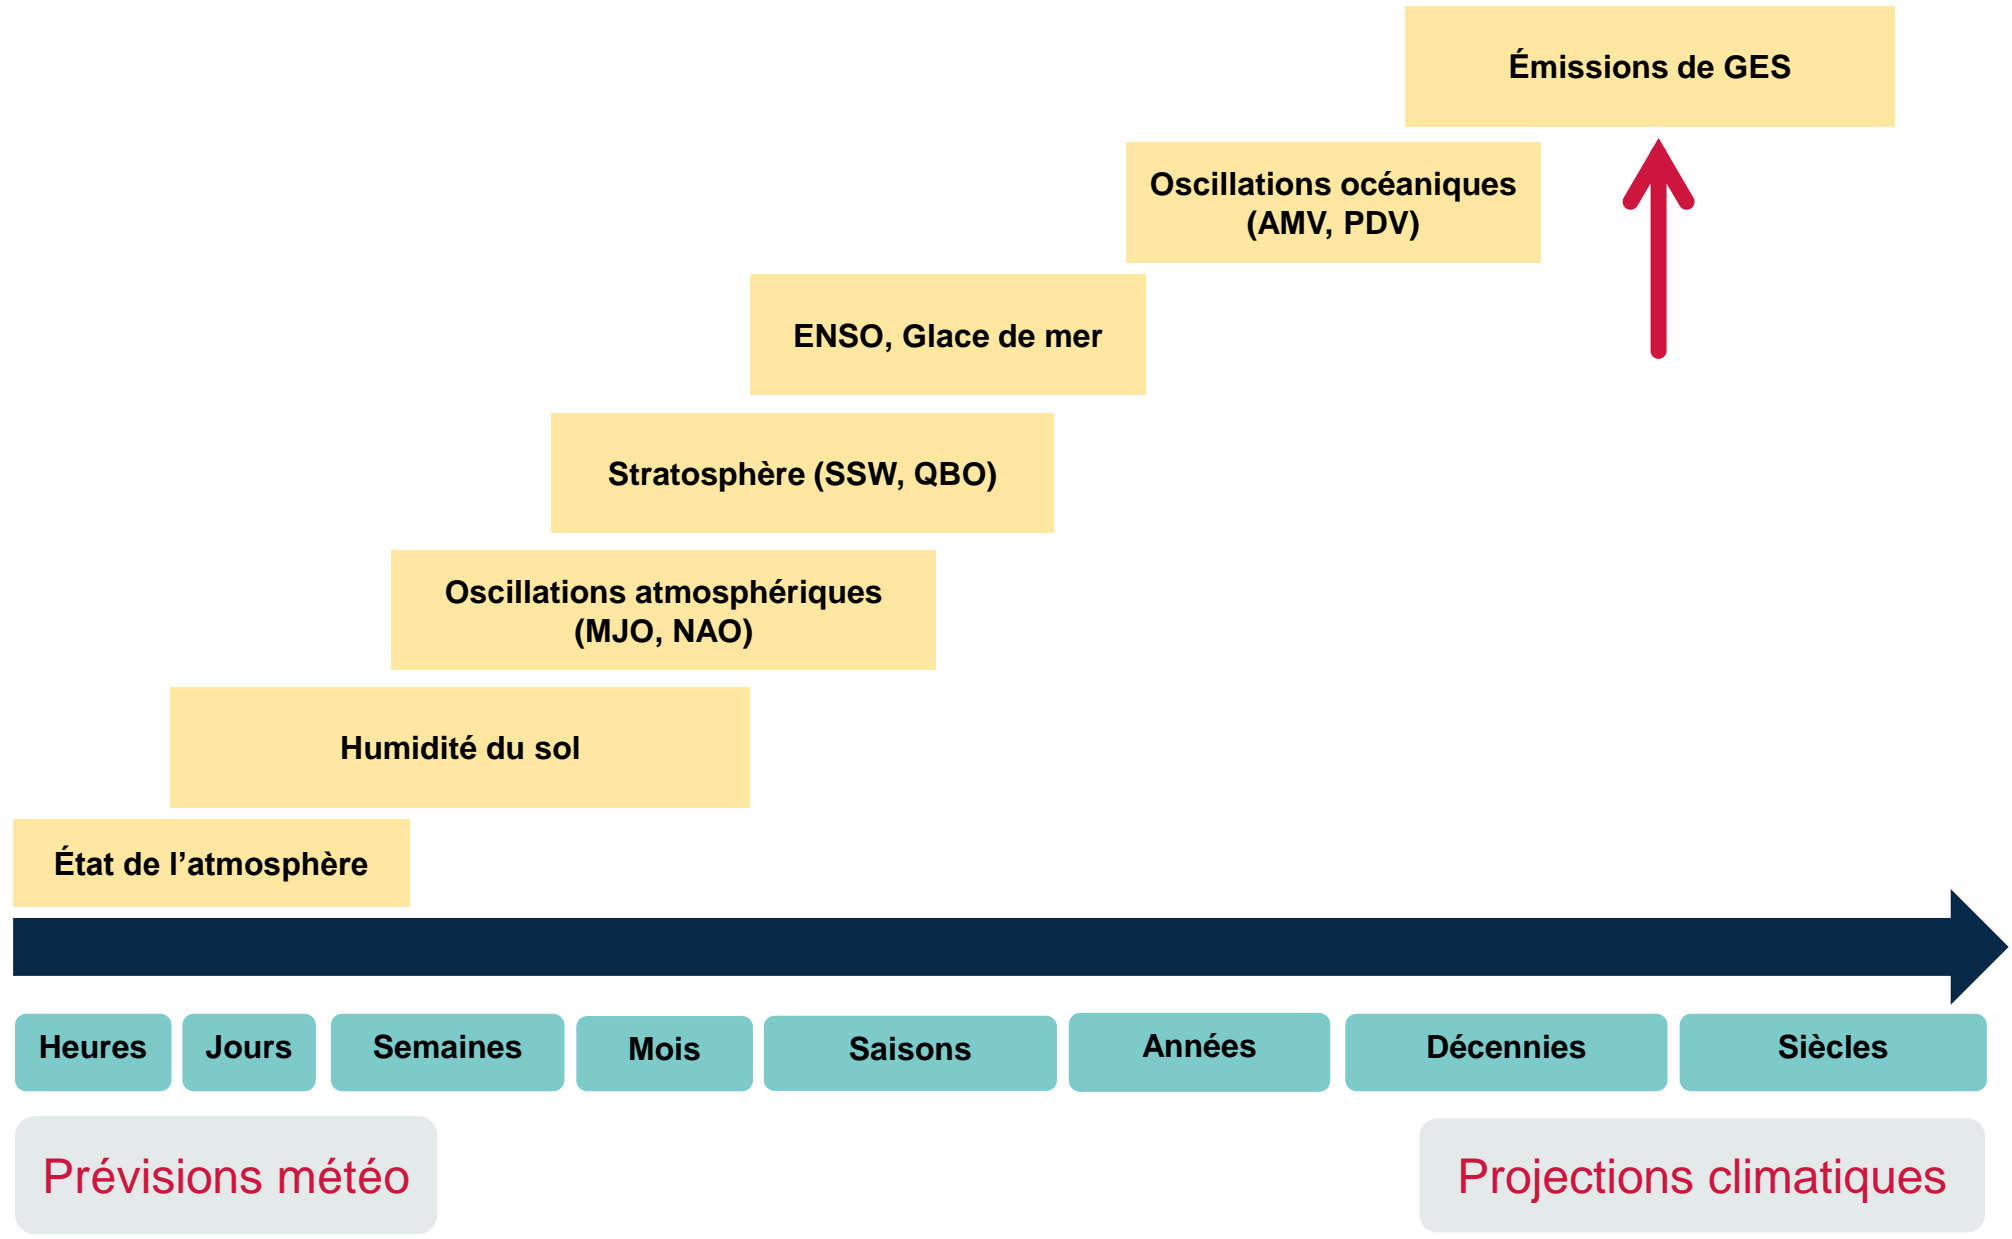 Émissions de GES
Oscillations océaniques
(AMV, PDV)
ENSO, Glace de mer
Stratosphère (SSW, QBO)
Oscillations atmosphériques
(MJO, NAO)
Humidité du sol
État de l’atmosphère
Heures
Jours
Semaines
Mois
Saisons
Années
Décennies
Siècles
Prévisions météo
Projections climatiques